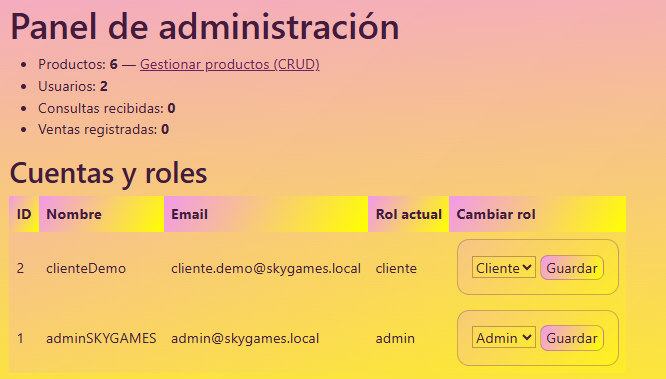 Panel de administración
Productos: 6 — Gestionar productos (CRUD)
Usuarios: 2
Consultas recibidas: 0
Ventas registradas: 0
Cuentas y roles
ID Nombre Email Rol actual Cambiar rol
2 clienteDemo cliente.demo@skygames.local cliente Cliente Guardar
1 adminSKYGAMES admin@skygames.local admin Admin Guardar